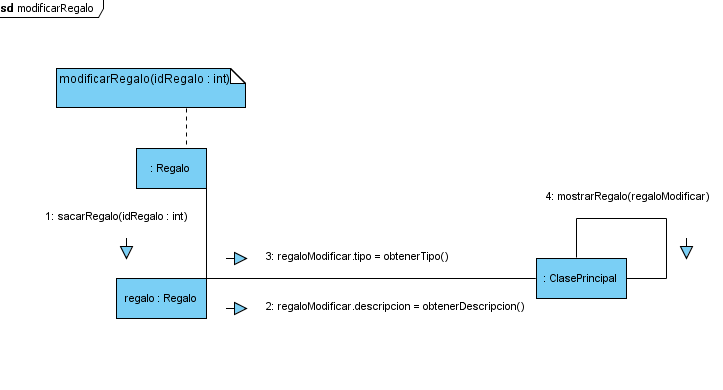 sd modificarRegalo
modificarRegalo(idRegalo : int)
: Regalo
4: mostrarRegalo(regaloModificar)
1: sacarRegalo(idRegalo : int)
3: regaloModificar.tipo = obtenerTipo()
: ClasePrincipal
regalo : Regalo
2: regaloModificar.descripcion = obtenerDescripcion()